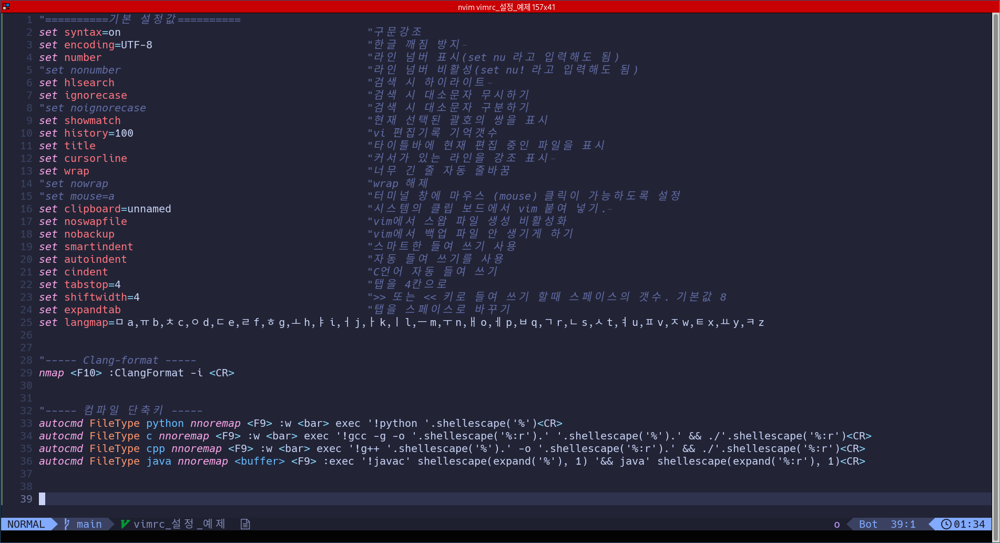 nvim vimrc_설정_예제 157x41
1 "==========기본 설정값==========
2 set syntax=on "구문강조
3 set encoding=UTF-8 "한글 깨짐 방지-
4 set number "라인 넘버 표시(set nu 라고 입력해도 됨)
5 "set nonumber "라인 넘버 비활성(set nu! 라고 입력해도 됨)
6 set hlsearch "검색 시 하이라이트-
7 set ignorecase "검색 시 대소문자 무시하기
8 "set noignorecase "검색 시 대소문자 구분하기
9 set showmatch "현재 선택된 괄호의 쌍을 표시
10 set history=100 "vi 편집기록 기억갯수
11 set title "타이틀바에 현재 편집 중인 파일을 표시
12 set cursorline "커서가 있는 라인을 강조 표시-
13 set wrap "너무 긴 줄 자동 줄바꿈
14 "set nowrap "wrap 해제
15 "set mouse=a "터미널 창에 마우스 (mouse) 클릭이 가능하도록 설정
16 set clipboard=unnamed "시스템의 클립 보드에서 vim 붙여 넣기.-
17 set noswapfile "vim에서 스왑 파일 생성 비활성화
18 set nobackup "vim에서 백업 파일 안 생기게 하기
19 set smartindent "스마트한 들여 쓰기 사용
20 set autoindent "자동 들여 쓰기를 사용
21 set cindent "C언어 자동 들여 쓰기
22 set tabstop=4 "탭을 4칸으로
23 set shiftwidth=4 ">> 또는 << 키로 들여 쓰기 할때 스페이스의 갯수. 기본값 8
24 set expandtab "탭을 스페이스로 바꾸기
25 set langmap=ㅁa,ㅠb,ㅊc,ㅇd,ㄷe,ㄹf,ㅎg,ㅗh,ㅑi,ㅓj,ㅏk,ㅣl,ㅡm,ㅜn,ㅐo,ㅔp,ㅂq,ㄱr,ㄴs,ㅅt,ㅕu,ㅍv,ㅈw,ㅌx,ㅛy,ㅋz
26
27
28 "----- Clang-format -----
29 nmap <F10> :ClangFormat -i <CR>
30
31
32 "----- 컴파일 단축키 -----
33 autocmd FileType python nnoremap <F9> :w <bar> exec '!python '.shellescape('%')<CR>
34 autocmd FileType c nnoremap <F9> :w <bar> exec '!gcc -g -o '.shellescape('%:r').' '.shellescape('%').' && ./'.shellescape('%:r')<CR>
35 autocmd FileType cpp nnoremap <F9> :w <bar> exec '!g++ '.shellescape('%').' -o '.shellescape('%:r').' && ./'.shellescape('%:r')<CR>
36 autocmd FileType java nnoremap <buffer> <F9> :exec '!javac' shellescape(expand('%'), 1) '&& java' shellescape(expand('%:r'), 1)<CR>
37
38
39
NORMAL main vimrc_설정_예제 o Bot 39:1 01:34